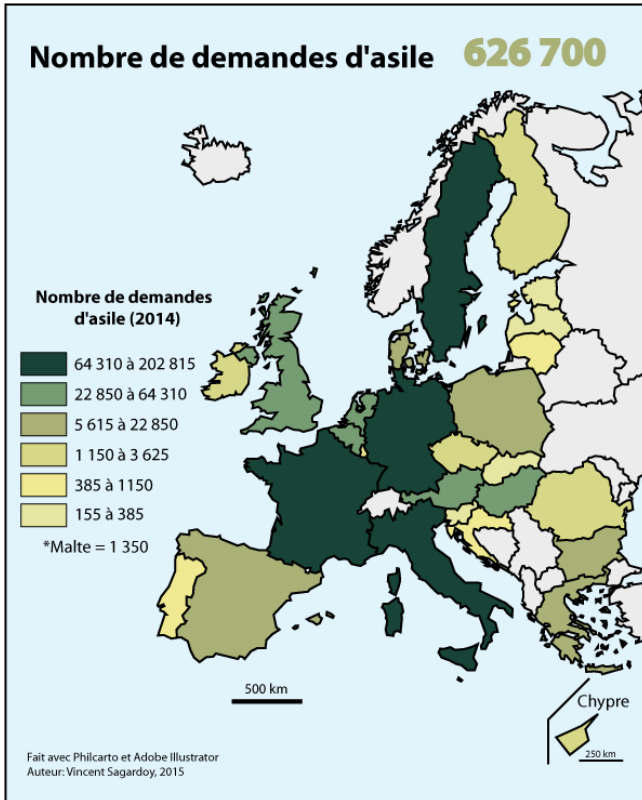 Nombre de demandes d'asile 626 700
Nombre de demandes
d'asile (2014)
64 310 à 202 815
22 850 à 64 310
5 615 à 22 850
1 150 à 3 625
385 à 1150
155 à 385
*Malte = 1 350
500 km
Chypre
250 km
Fait avec Philcarto et Adobe Illustrator
Auteur: Vincent Sagardoy, 2015